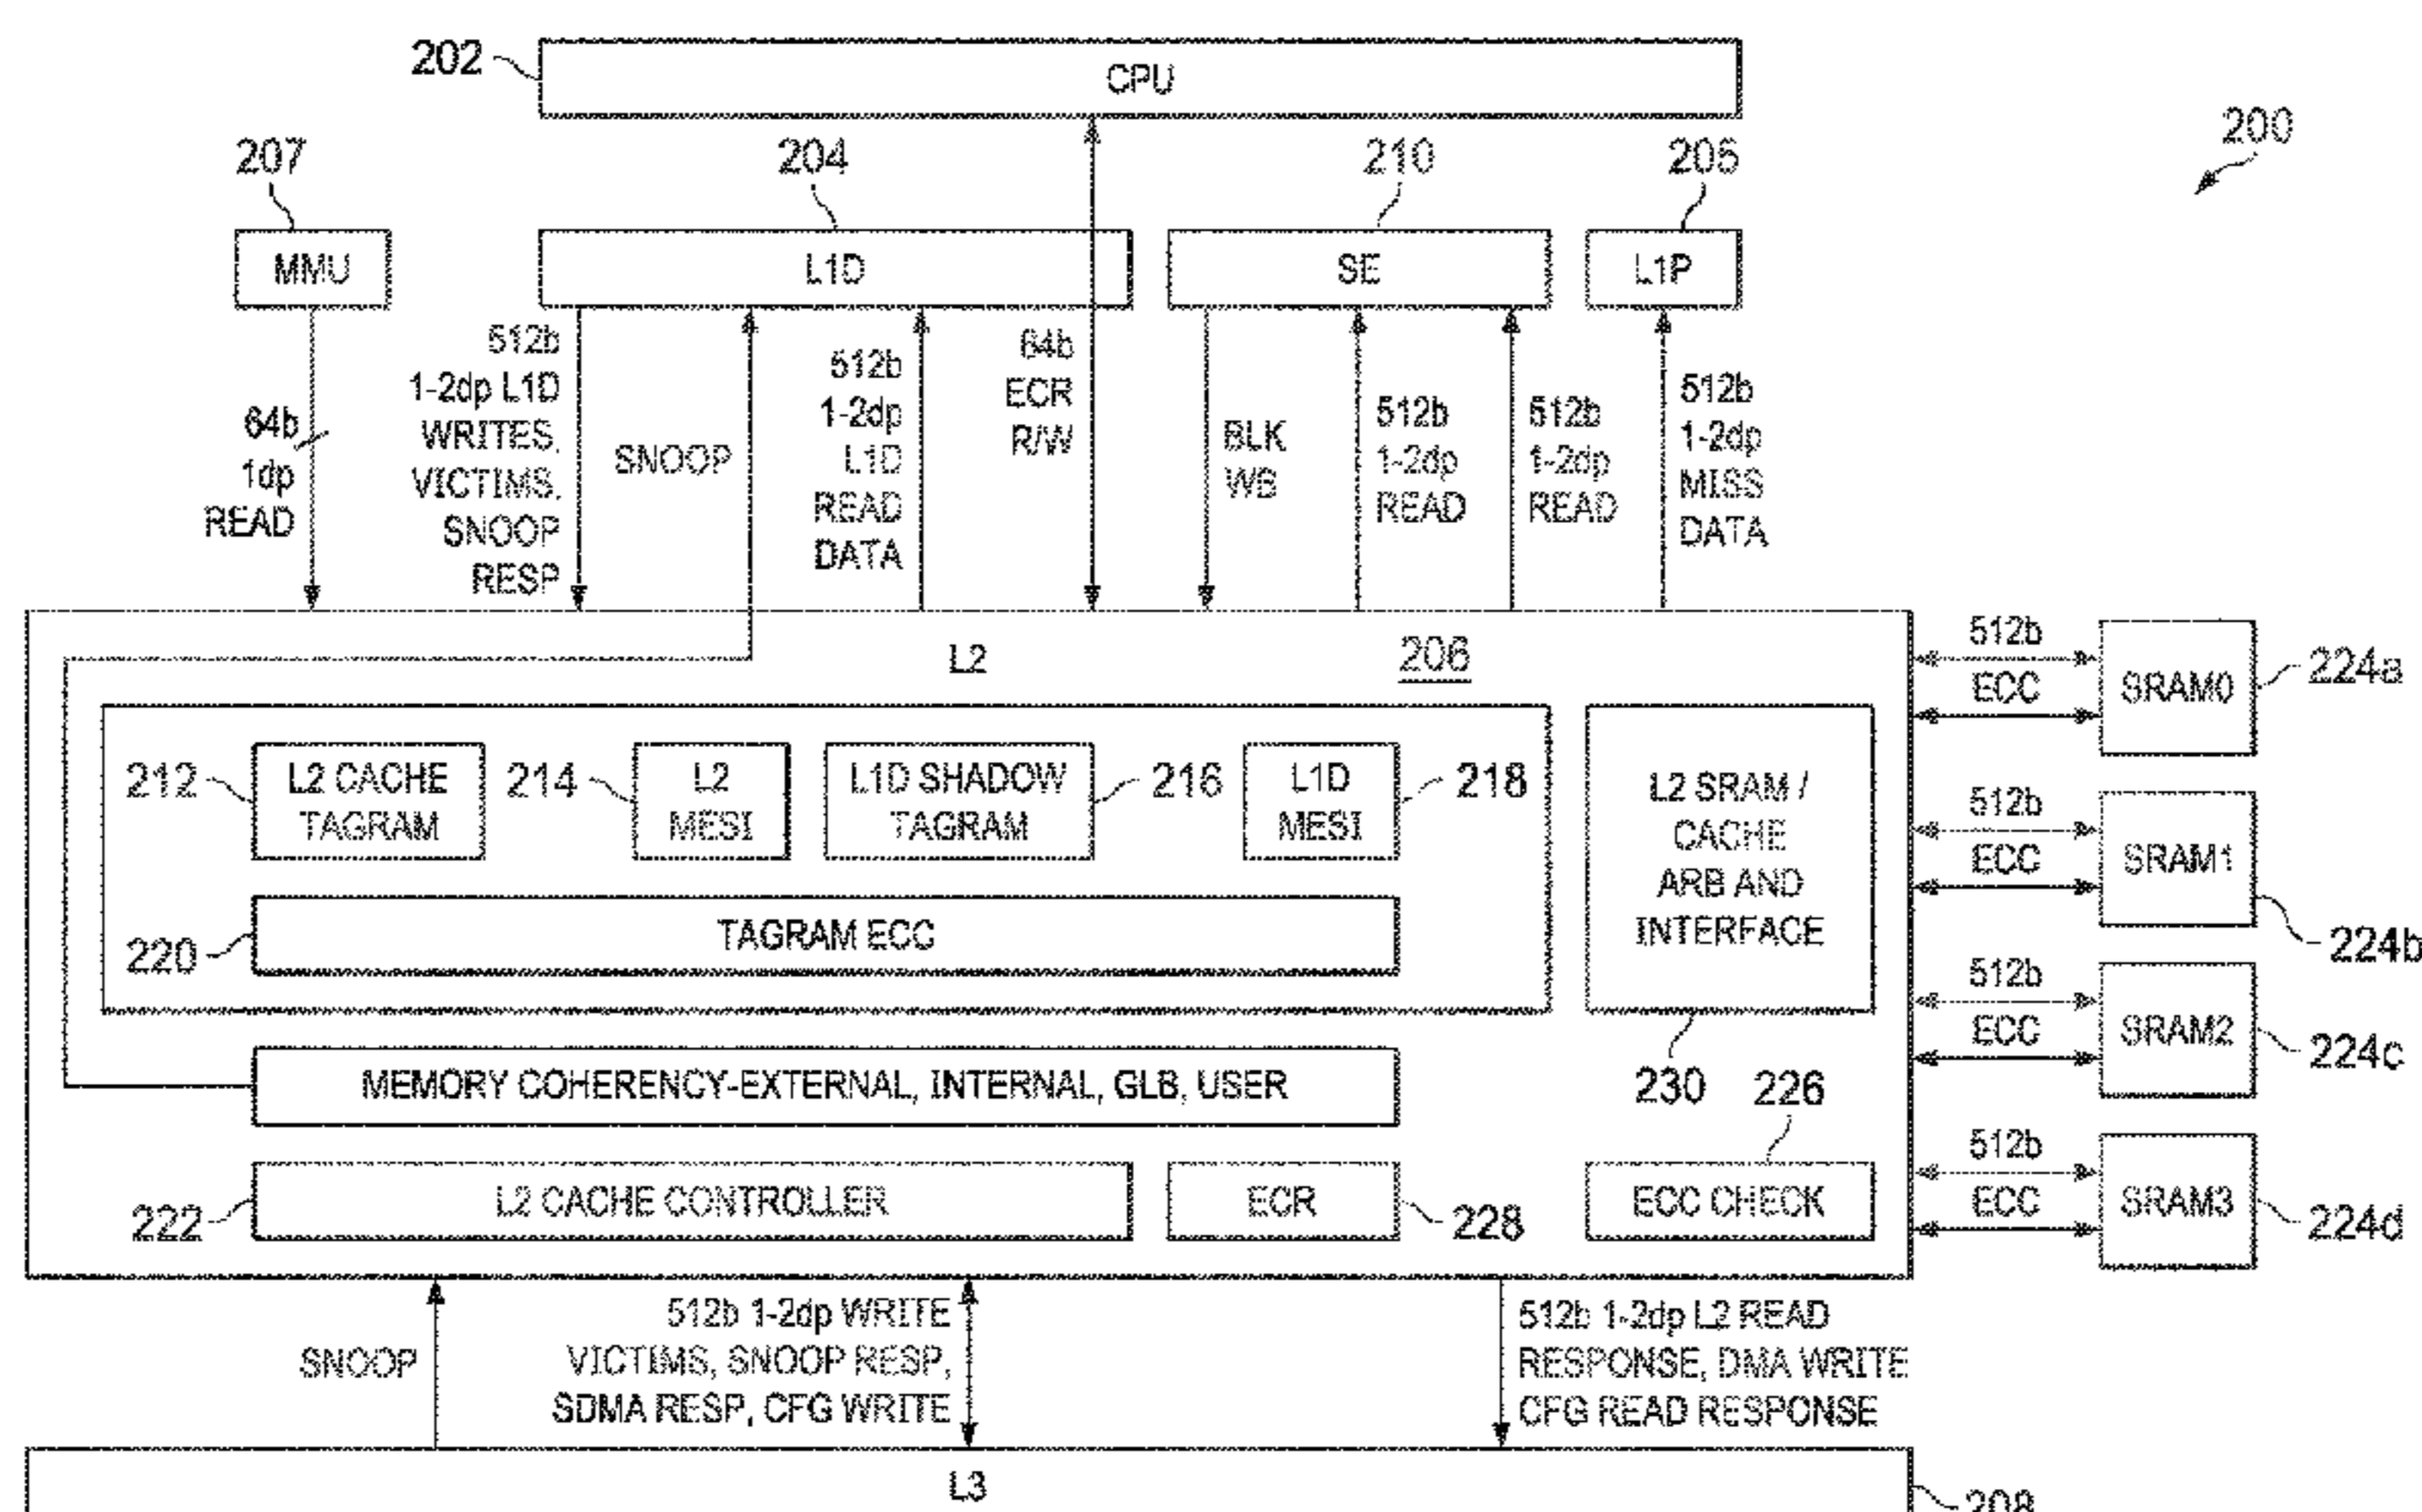 202
CPU
200
207
204
210
205
MMU
L1D
SE
L1P
64b
1dp
READ
512b
1-2dp L1D
WRITES,
VICTIMS,
SNOOP
RESP
SNOOP
512b
1-2dp
L1D
READ
DATA
64b
ECR
R/W
BLK
WB
512b
1-2dp
READ
512b
1-2dp
READ
512b
1-2dp
MISS
DATA
L2
206
212
L2 CACHE
TAGRAM
214
L2
MESI
L1D SHADOW
TAGRAM
216
L1D
MESI
218
220
TAGRAM ECC
L2 SRAM /
CACHE
ARB AND
INTERFACE
230
MEMORY COHERENCY-EXTERNAL, INTERNAL, GLB, USER
222
L2 CACHE CONTROLLER
ECR
228
226
ECC CHECK
512b
ECC
SRAM0
224a
512b
ECC
SRAM1
224b
512b
ECC
SRAM2
224c
512b
ECC
SRAM3
224d
SNOOP
512b 1-2dp WRITE
VICTIMS, SNOOP RESP,
SDMA RESP, CFG WRITE
512b 1-2dp L2 READ
RESPONSE, DMA WRITE
CFG READ RESPONSE
L3
208